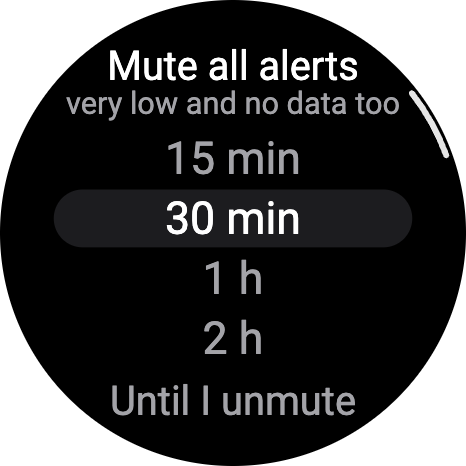 Mute all alerts
very low and no data too
15 min
30 min
1 h
2 h
Until I unmute